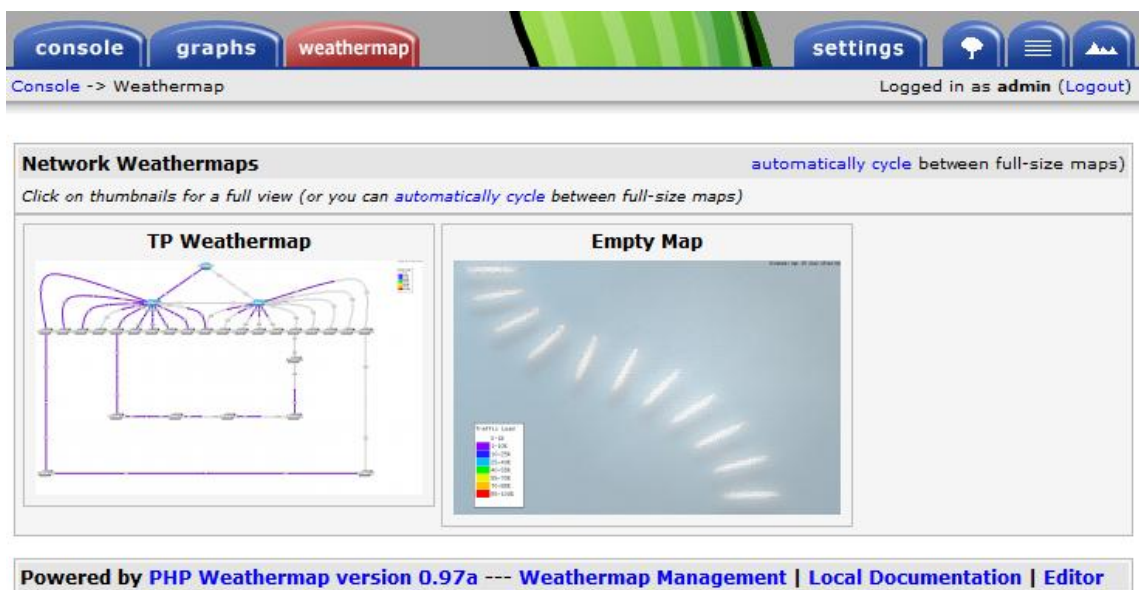 console graphs weathermap settings
Console -> Weathermap Logged in as admin (Logout)
Network Weathermaps automatically cycle between full-size maps)
Click on thumbnails for a full view (or you can automatically cycle between full-size maps)
TP Weathermap Empty Map
Traffic Load
Powered by PHP Weathermap version 0.97a --- Weathermap Management | Local Documentation | Editor